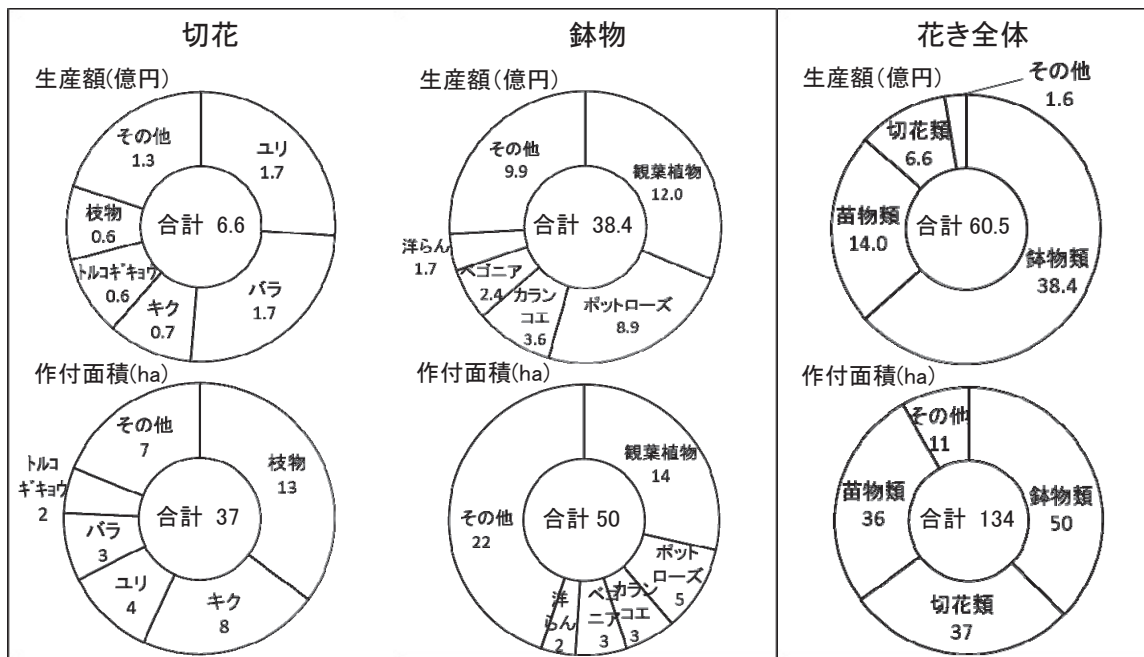 切花
生産額(億円)
その他
1.3
ユリ
1.7
枝物
0.6
合計 6.6
トルコギキョウ
0.6
キク
0.7
バラ
1.7
作付面積(ha)
その他
7
枝物
13
トルコ
ギキョウ
2
合計 37
バラ
3
ユリ
4
キク
8
鉢物
その他
9.9
観葉植物
12.0
合計 38.4
洋らん
1.7
ベゴニア
2.4
カラン
コエ
3.6
ポットローズ
8.9
観葉植物
14
その他
22
合計 50
ポット
ローズ
5
洋
らん
2
ベゴ
ニア
3
カラン
コエ
3
花き全体
生産額(億円)
その他
1.6
切花類
6.6
苗物類
14.0
合計 60.5
鉢物類
38.4
作付面積(ha)
その他
11
苗物類
36
合計 134
鉢物類
50
切花類
37